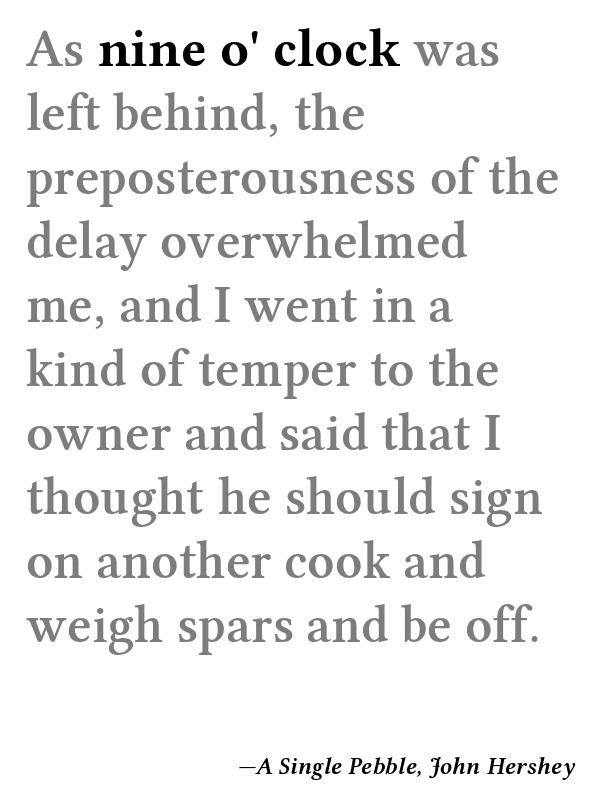 As nine o' clock was
left behind, the
preposterousness of the
delay overwhelmed
me, and I went in a
kind of temper to the
owner and said that I
thought he should sign
on another cook and
weigh spars and be off.
—A Single Pebble, John Hershey